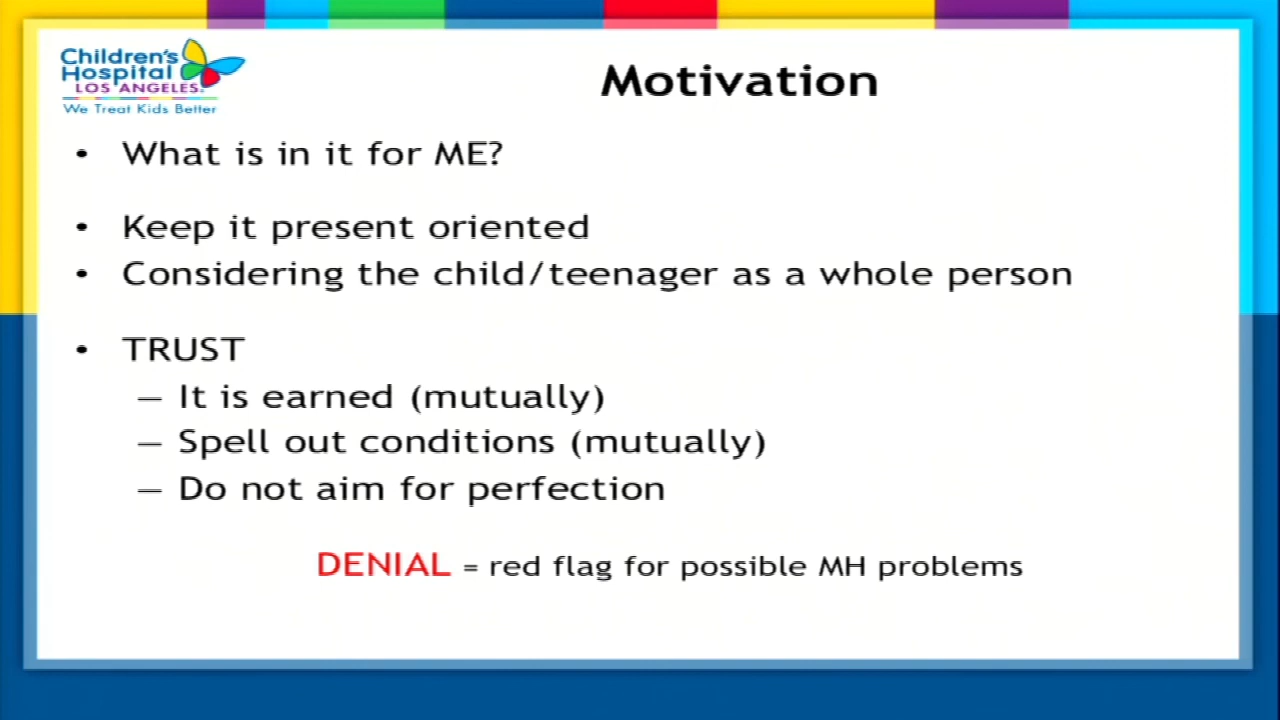 Children's
Hospital
LOS ANGELES
We Treat Kids Better
Motivation
• What is in it for ME?
• Keep it present oriented
• Considering the child/teenager as a whole person
• TRUST
– It is earned (mutually)
– Spell out conditions (mutually)
– Do not aim for perfection
DENIAL = red flag for possible MH problems